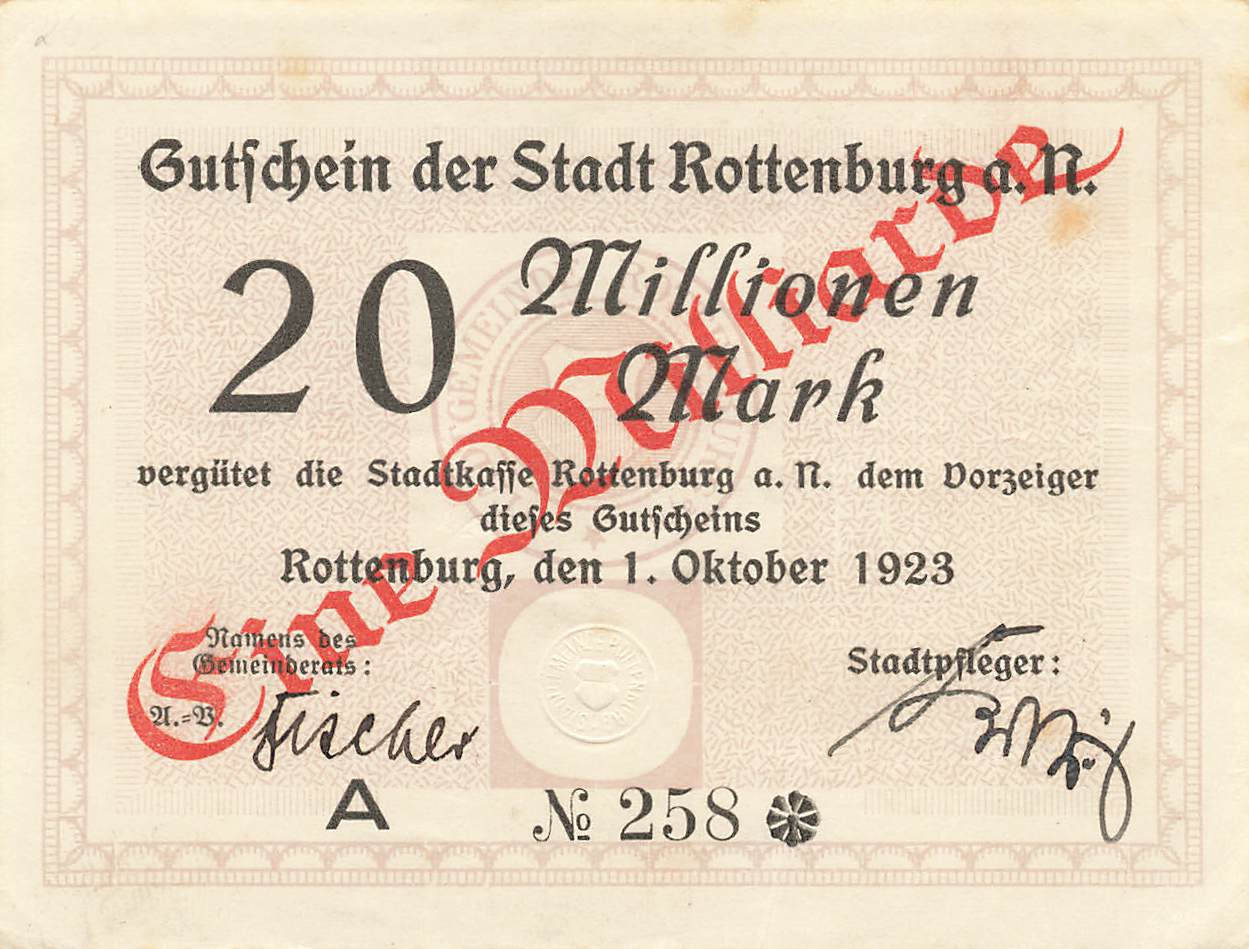 Gutschein der Stadt Rottenburg a. N.
20 Millionen
Mark
Eine Milliarde
vergütet die Stadtkasse Rottenburg a. N. dem Vorzeiger
dieses Gutscheins
Rottenburg, den 1. Oktober 1923
Namens des
Gemeinderats:
A.=V. Fischer
Stadtpfleger:
A
№ 258